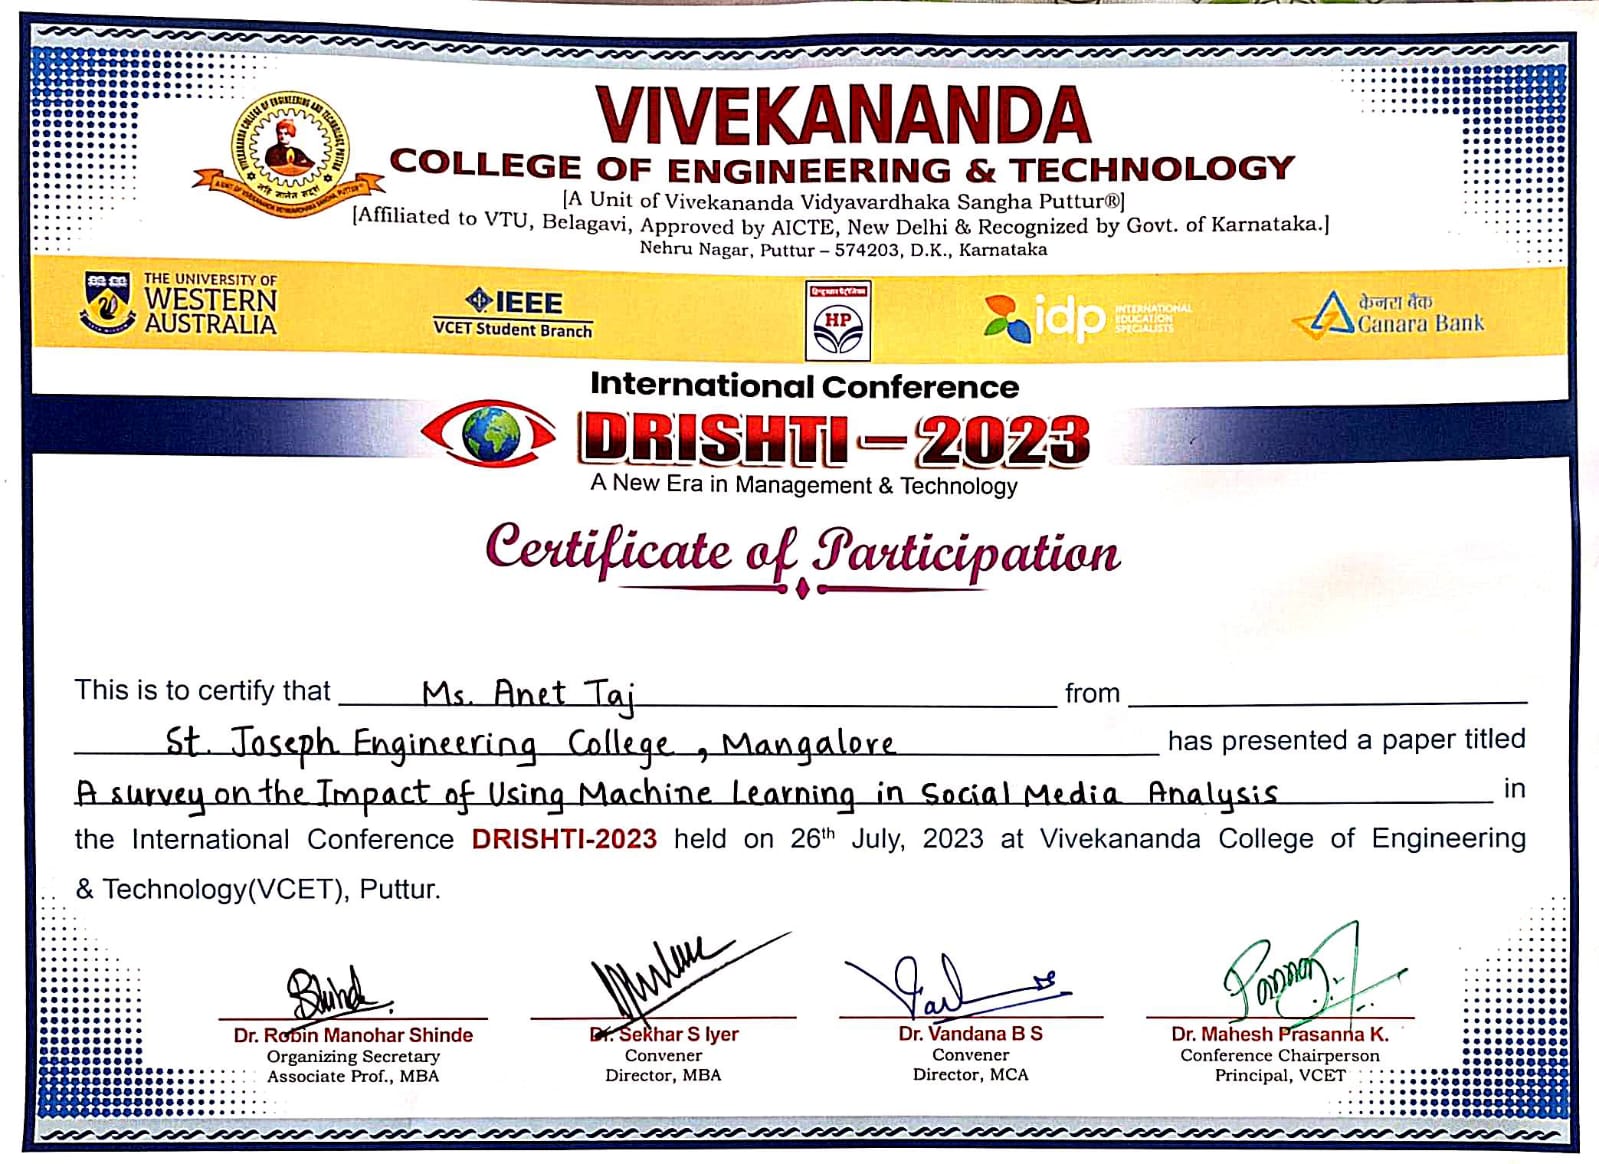 VIVEKANANDA
COLLEGE OF ENGINEERING & TECHNOLOGY
[A Unit of Vivekananda Vidyavardhaka Sangha Puttur®]
[Affiliated to VTU, Belagavi, Approved by AICTE, New Delhi & Recognized by Govt. of Karnataka.]
Nehru Nagar, Puttur – 574203, D.K., Karnataka
THE UNIVERSITY OF
WESTERN
AUSTRALIA
IEEE
VCET Student Branch
हिन्दुस्तान पेट्रोलियम
HP
idp
INTERNATIONAL
EDUCATION
SPECIALISTS
केनरा बैंक
Canara Bank
International Conference
DRISHTI – 2023
A New Era in Management & Technology
Certificate of Participation
This is to certify that Ms. Anet Taj from
St. Joseph Engineering College , Mangalore has presented a paper titled
A survey on the Impact of Using Machine Learning in Social Media Analysis in
the International Conference DRISHTI-2023 held on 26th July, 2023 at Vivekananda College of Engineering
& Technology(VCET), Puttur.
Dr. Robin Manohar Shinde
Organizing Secretary
Associate Prof., MBA
Dr. Sekhar S Iyer
Convener
Director, MBA
Dr. Vandana B S
Convener
Director, MCA
Dr. Mahesh Prasanna K.
Conference Chairperson
Principal, VCET